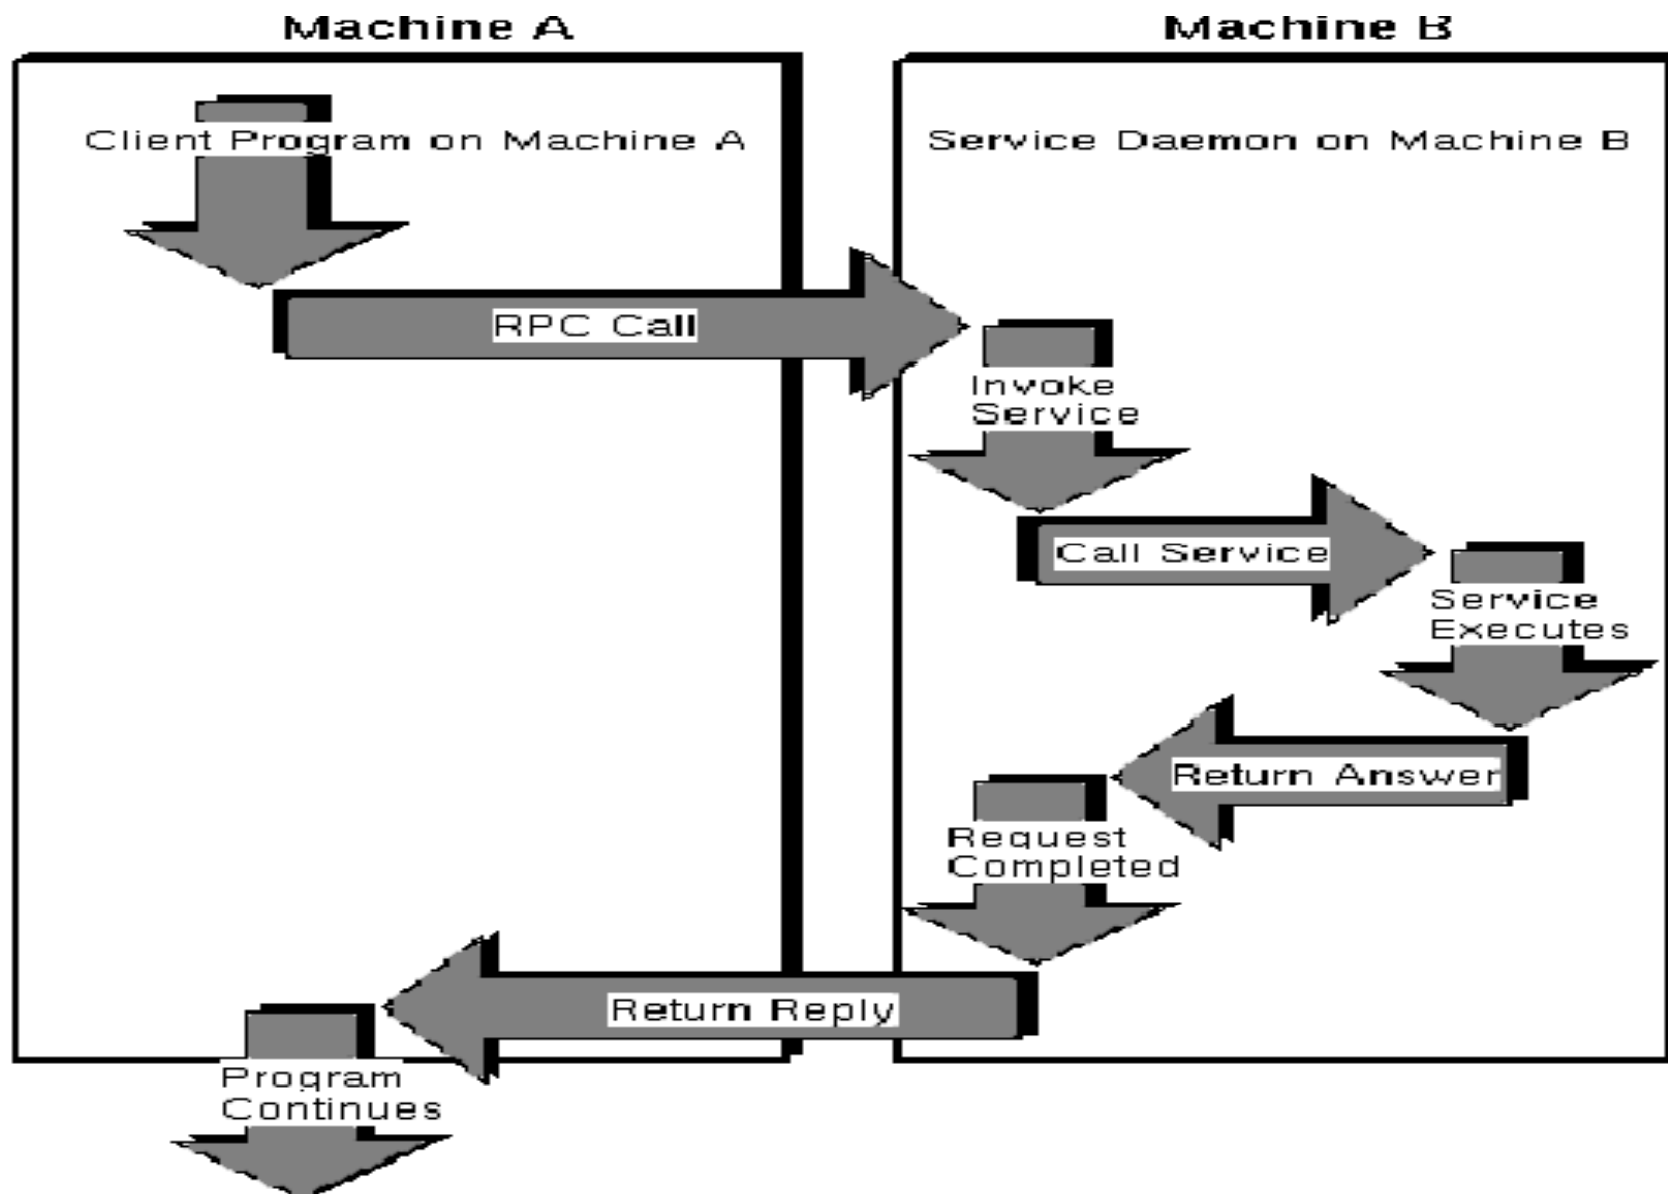 Machine A
Machine B
Client Program on Machine A
Service Daemon on Machine B
RPC Call
Invoke
Service
Call Service
Service
Executes
Return Answer
Request
Completed
Return Reply
Program
Continues